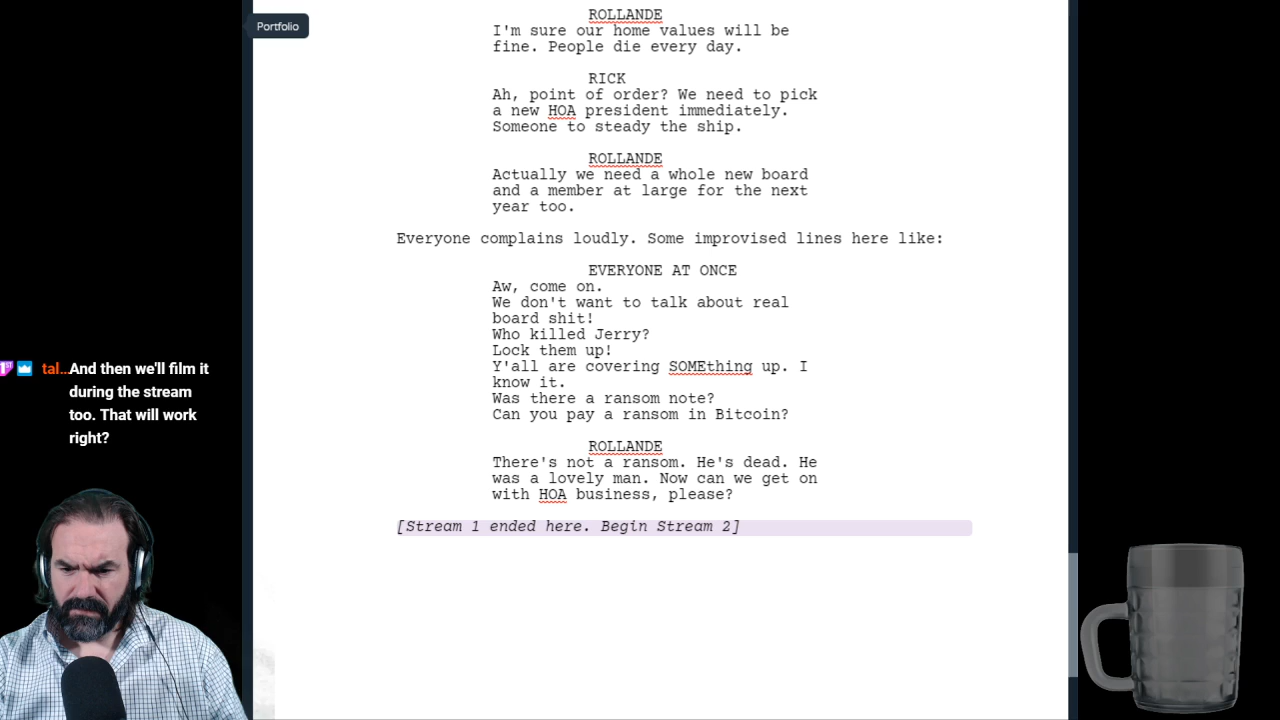 Portfolio
ROLLANDE
I'm sure our home values will be
fine. People die every day.
RICK
Ah, point of order? We need to pick
a new HOA president immediately.
Someone to steady the ship.
ROLLANDE
Actually we need a whole new board
and a member at large for the next
year too.
Everyone complains loudly. Some improvised lines here like:
EVERYONE AT ONCE
Aw, come on.
We don't want to talk about real
board shit!
Who killed Jerry?
Lock them up!
Y'all are covering SOMEthing up. I
know it.
Was there a ransom note?
Can you pay a ransom in Bitcoin?
ROLLANDE
There's not a ransom. He's dead. He
was a lovely man. Now can we get on
with HOA business, please?
[Stream 1 ended here. Begin Stream 2]
1ST tal...And then we'll film it
during the stream
too. That will work
right?